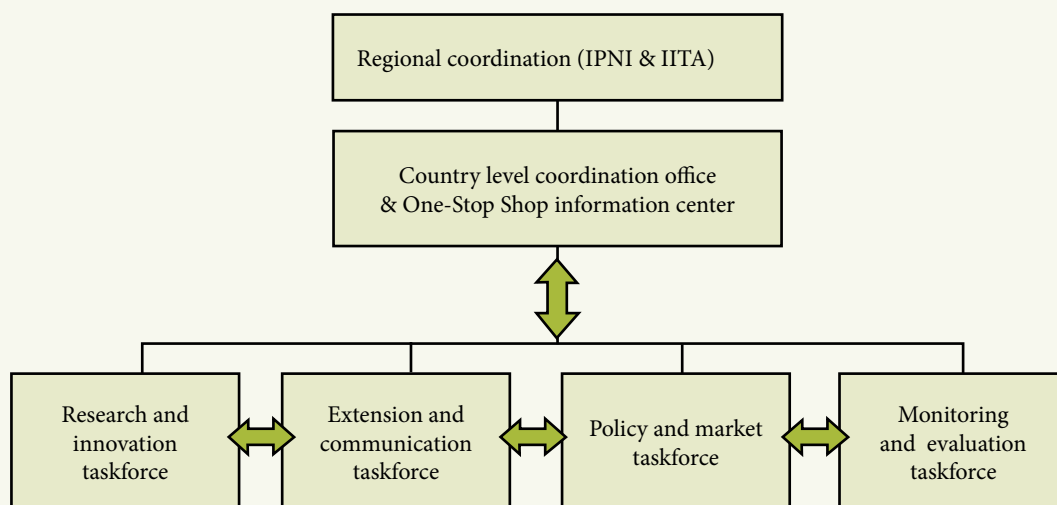 Regional coordination (IPNI & IITA)
Country level coordination office
& One-Stop Shop information center
Research and
innovation
taskforce
Extension and
communication
taskforce
Policy and market
taskforce
Monitoring
and evaluation
taskforce